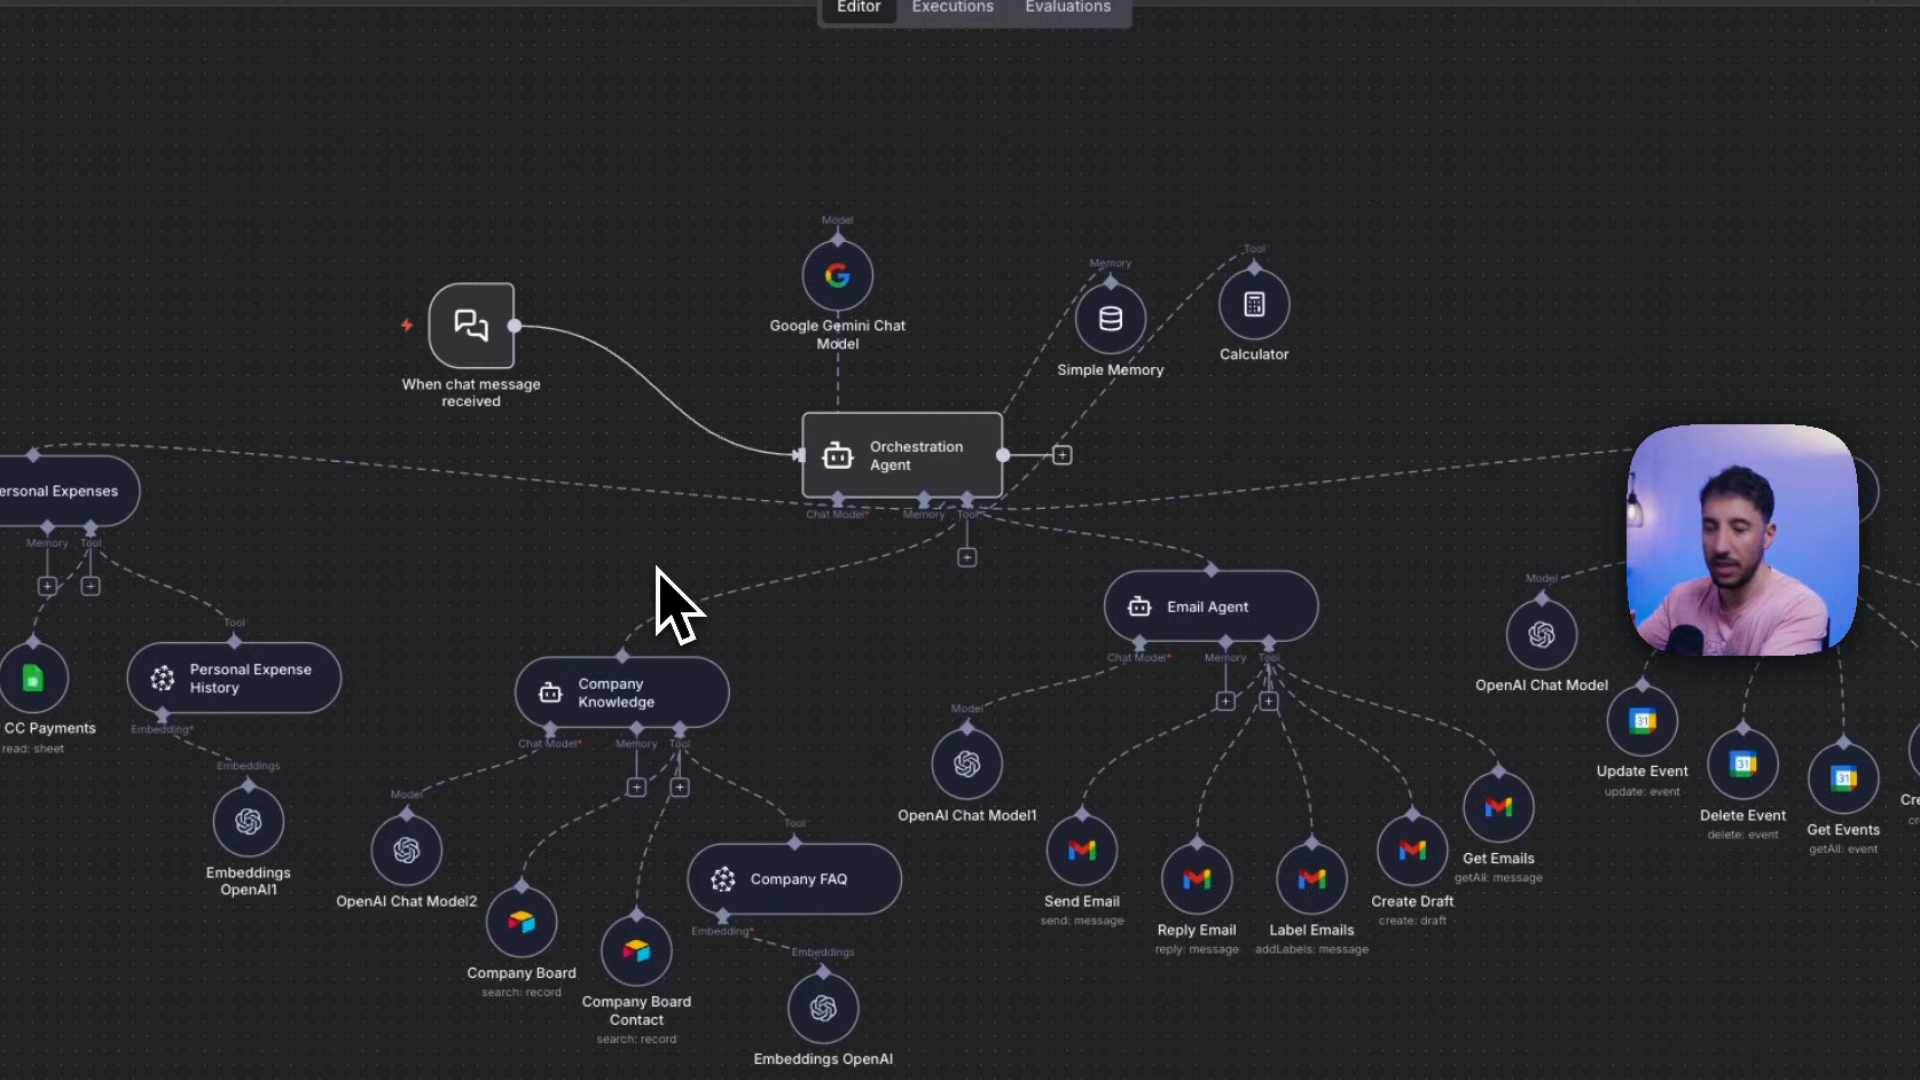 Editor Executions Evaluations
Model
Google Gemini Chat
Model
Memory
Simple Memory
Tool
Calculator
When chat message
received
Orchestration
Agent
Chat Model*
Memory
Tool
ersonal Expenses
Memory
Tool
CC Payments
read: sheet
Tool
Personal Expense
History
Embedding*
Embeddings
Embeddings
OpenAI1
Company
Knowledge
Chat Model*
Memory
Tool
Model
OpenAI Chat Model2
Company Board
search: record
Company Board
Contact
search: record
Tool
Company FAQ
Embedding*
Embeddings
Embeddings OpenAI
Email Agent
Chat Model*
Memory
Tool
Model
OpenAI Chat Model1
Send Email
send: message
Reply Email
reply: message
Label Emails
addLabels: message
Create Draft
create: draft
Get Emails
getAll: message
Model
OpenAI Chat Model
31
Update Event
update: event
31
Delete Event
delete: event
31
Get Events
getAll: event
Cre
cr